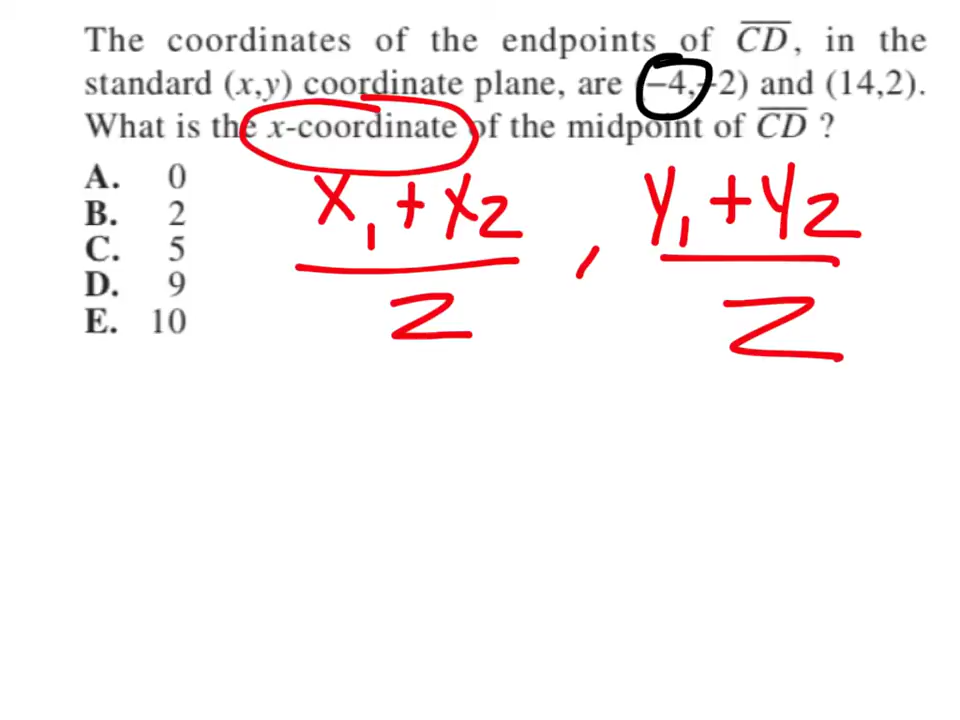 The coordinates of the endpoints of CD, in the
standard (x,y) coordinate plane, are (−4,−2) and (14,2).
What is the x-coordinate of the midpoint of CD ?
A. 0
B. 2
C. 5
D. 9
E. 10
x₁ + x₂ , y₁ + y₂
2 2